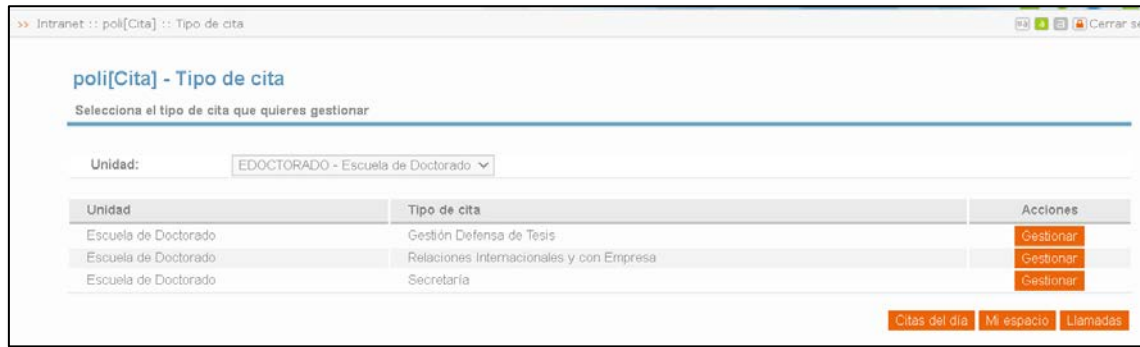 >> Intranet :: poli[Cita] :: Tipo de cita
a Cerrar
poli[Cita] - Tipo de cita
Selecciona el tipo de cita que quieres gestionar
Unidad: EDOCTORADO - Escuela de Doctorado
Unidad Tipo de cita Acciones
Escuela de Doctorado Gestión Defensa de Tesis Gestionar
Escuela de Doctorado Relaciones Internacionales y con Empresa Gestionar
Escuela de Doctorado Secretaría Gestionar
Citas del día Mi espacio Llamadas